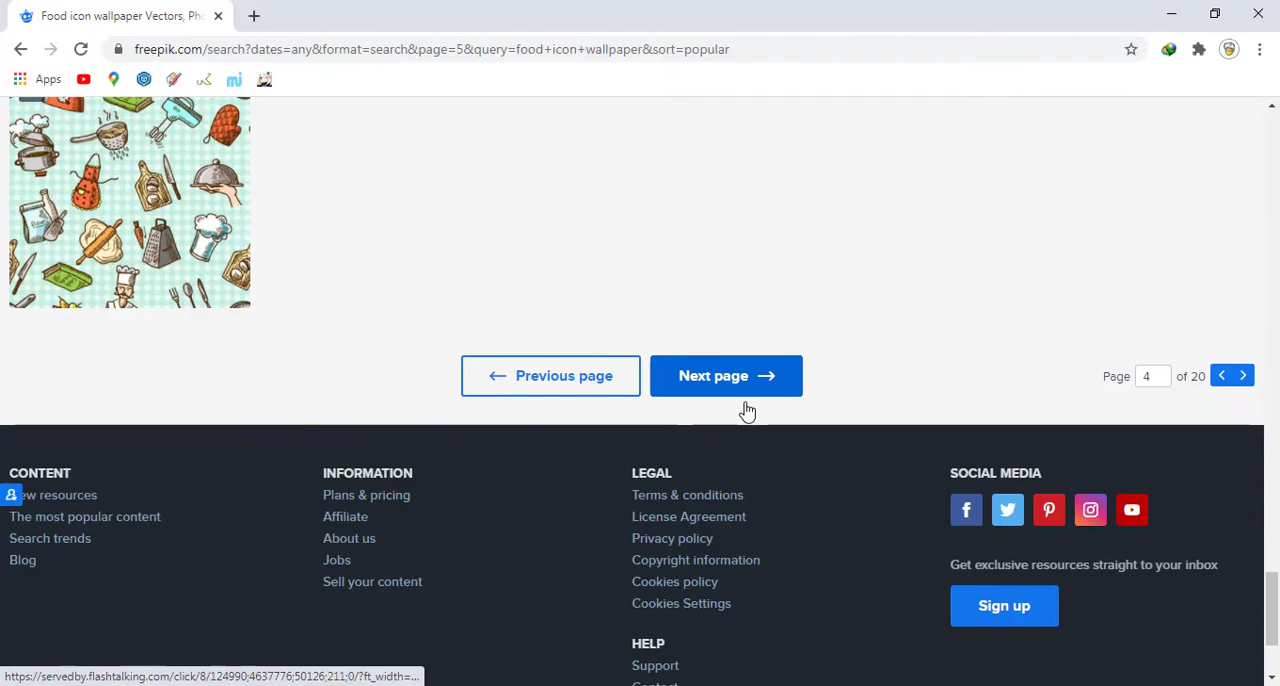 Food icon wallpaper Vectors, Pho
freepik.com/search?dates=any&format=search&page=5&query=food+icon+wallpaper&sort=popular
Apps
Previous page
Next page
Page 4 of 20
CONTENT
ew resources
The most popular content
Search trends
Blog
INFORMATION
Plans & pricing
Affiliate
About us
Jobs
Sell your content
LEGAL
Terms & conditions
License Agreement
Privacy policy
Copyright information
Cookies policy
Cookies Settings
HELP
Support
SOCIAL MEDIA
Get exclusive resources straight to your inbox
Sign up
https://servedby.flashtalking.com/click/8/124990;4637776;50126;211;0/?ft_width=...